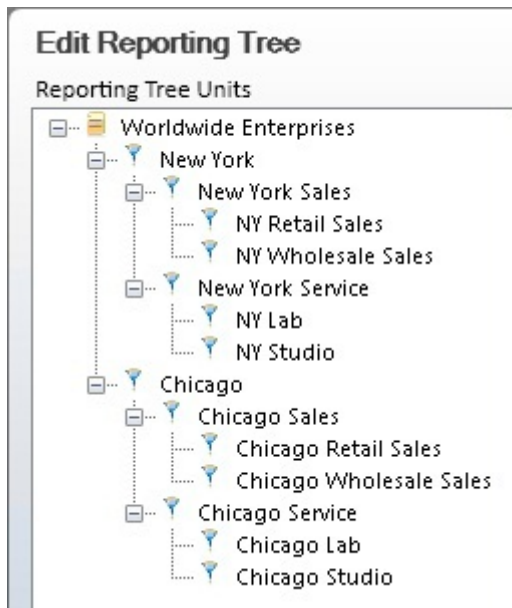 Edit Reporting Tree
Reporting Tree Units
Worldwide Enterprises
New York
New York Sales
NY Retail Sales
NY Wholesale Sales
New York Service
NY Lab
NY Studio
Chicago
Chicago Sales
Chicago Retail Sales
Chicago Wholesale Sales
Chicago Service
Chicago Lab
Chicago Studio